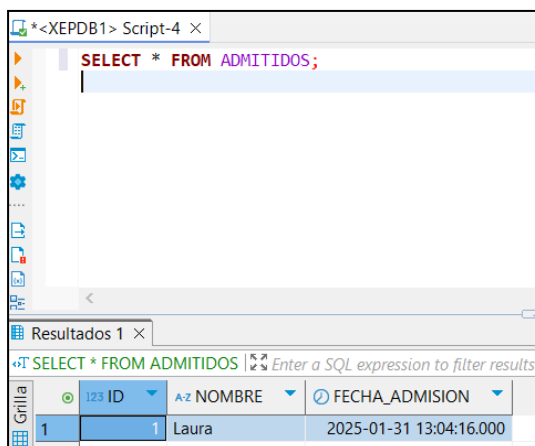 *<XEPDB1> Script-4 ×
SELECT * FROM ADMITIDOS;
Resultados 1 ×
SELECT * FROM ADMITIDOS Enter a SQL expression to filter results
Grilla
123 ID A-Z NOMBRE FECHA_ADMISION
1 1 Laura 2025-01-31 13:04:16.000